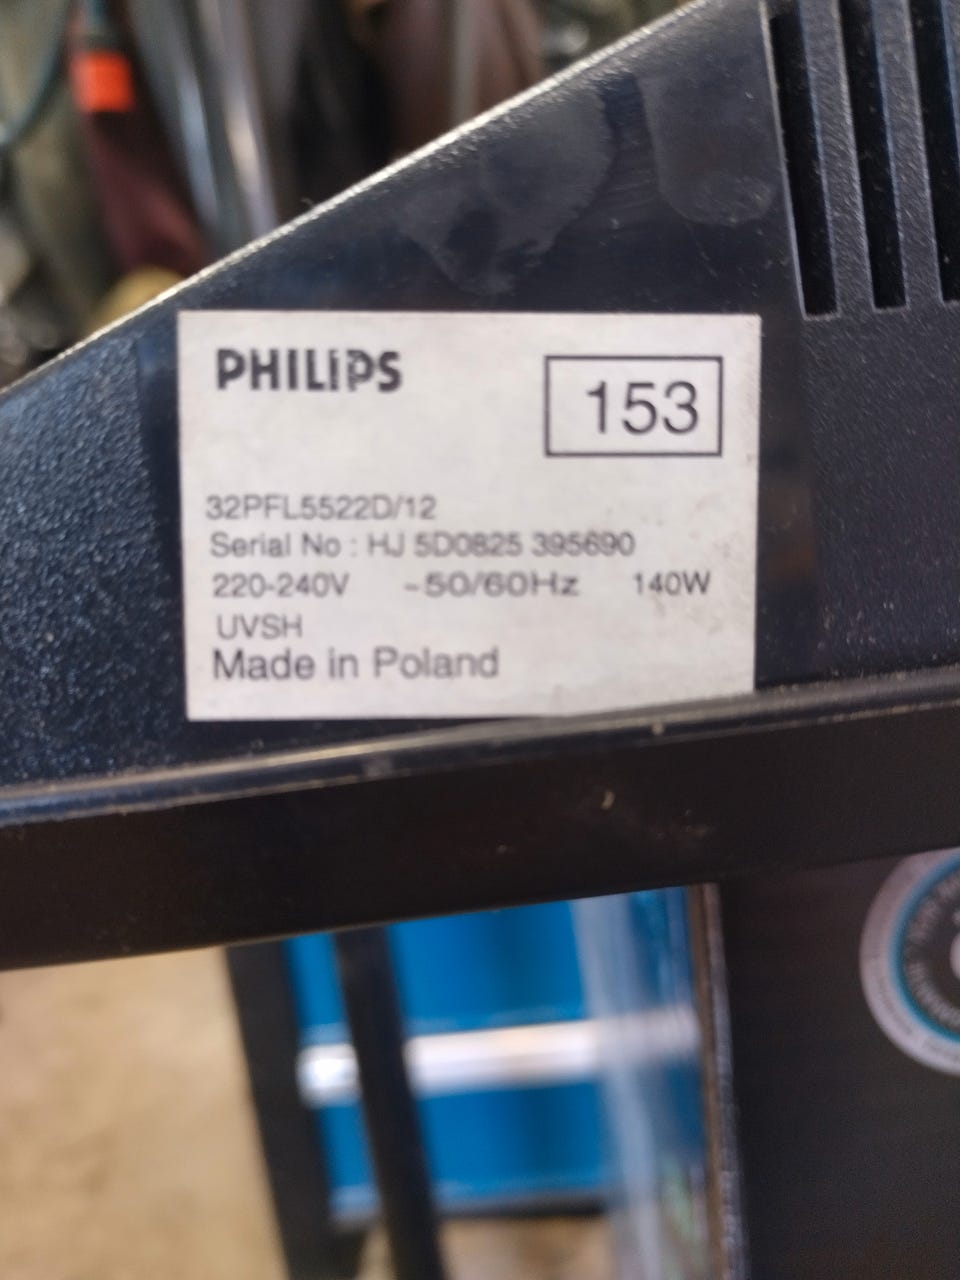 PHILIPS
153
32PFL5522D/12
Serial No : HJ 5D0825 395690
220-240V ~50/60Hz 140W
UVSH
Made in Poland